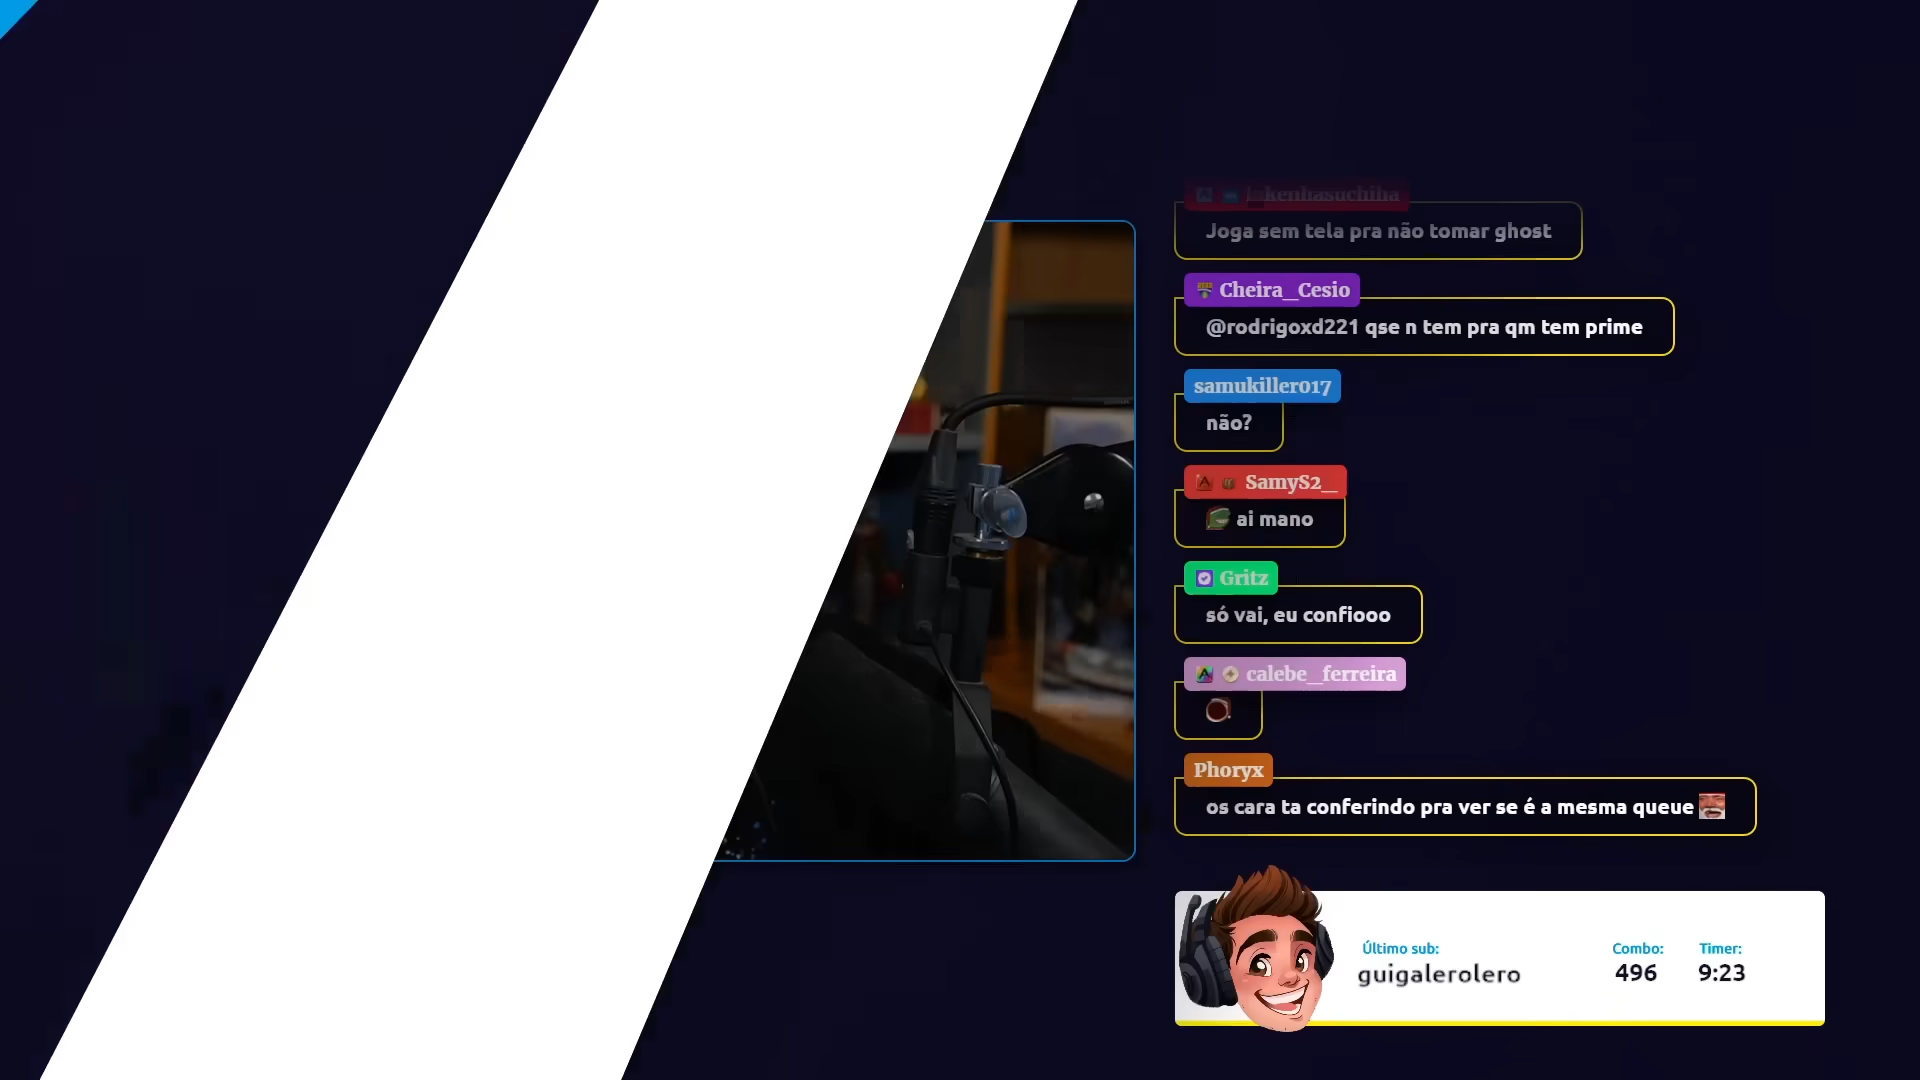 Joga sem tela pra não tomar ghost
Cheira_Cesio
@rodrigoxd221 qse n tem pra qm tem prime
samukiller017
não?
SamyS2__
ai mano
Gritz
só vai, eu confiooo
calebe_ferreira
Phoryx
os cara ta conferindo pra ver se é a mesma queue
Último sub:
guigalerolero
Combo:
496
Timer:
9:23